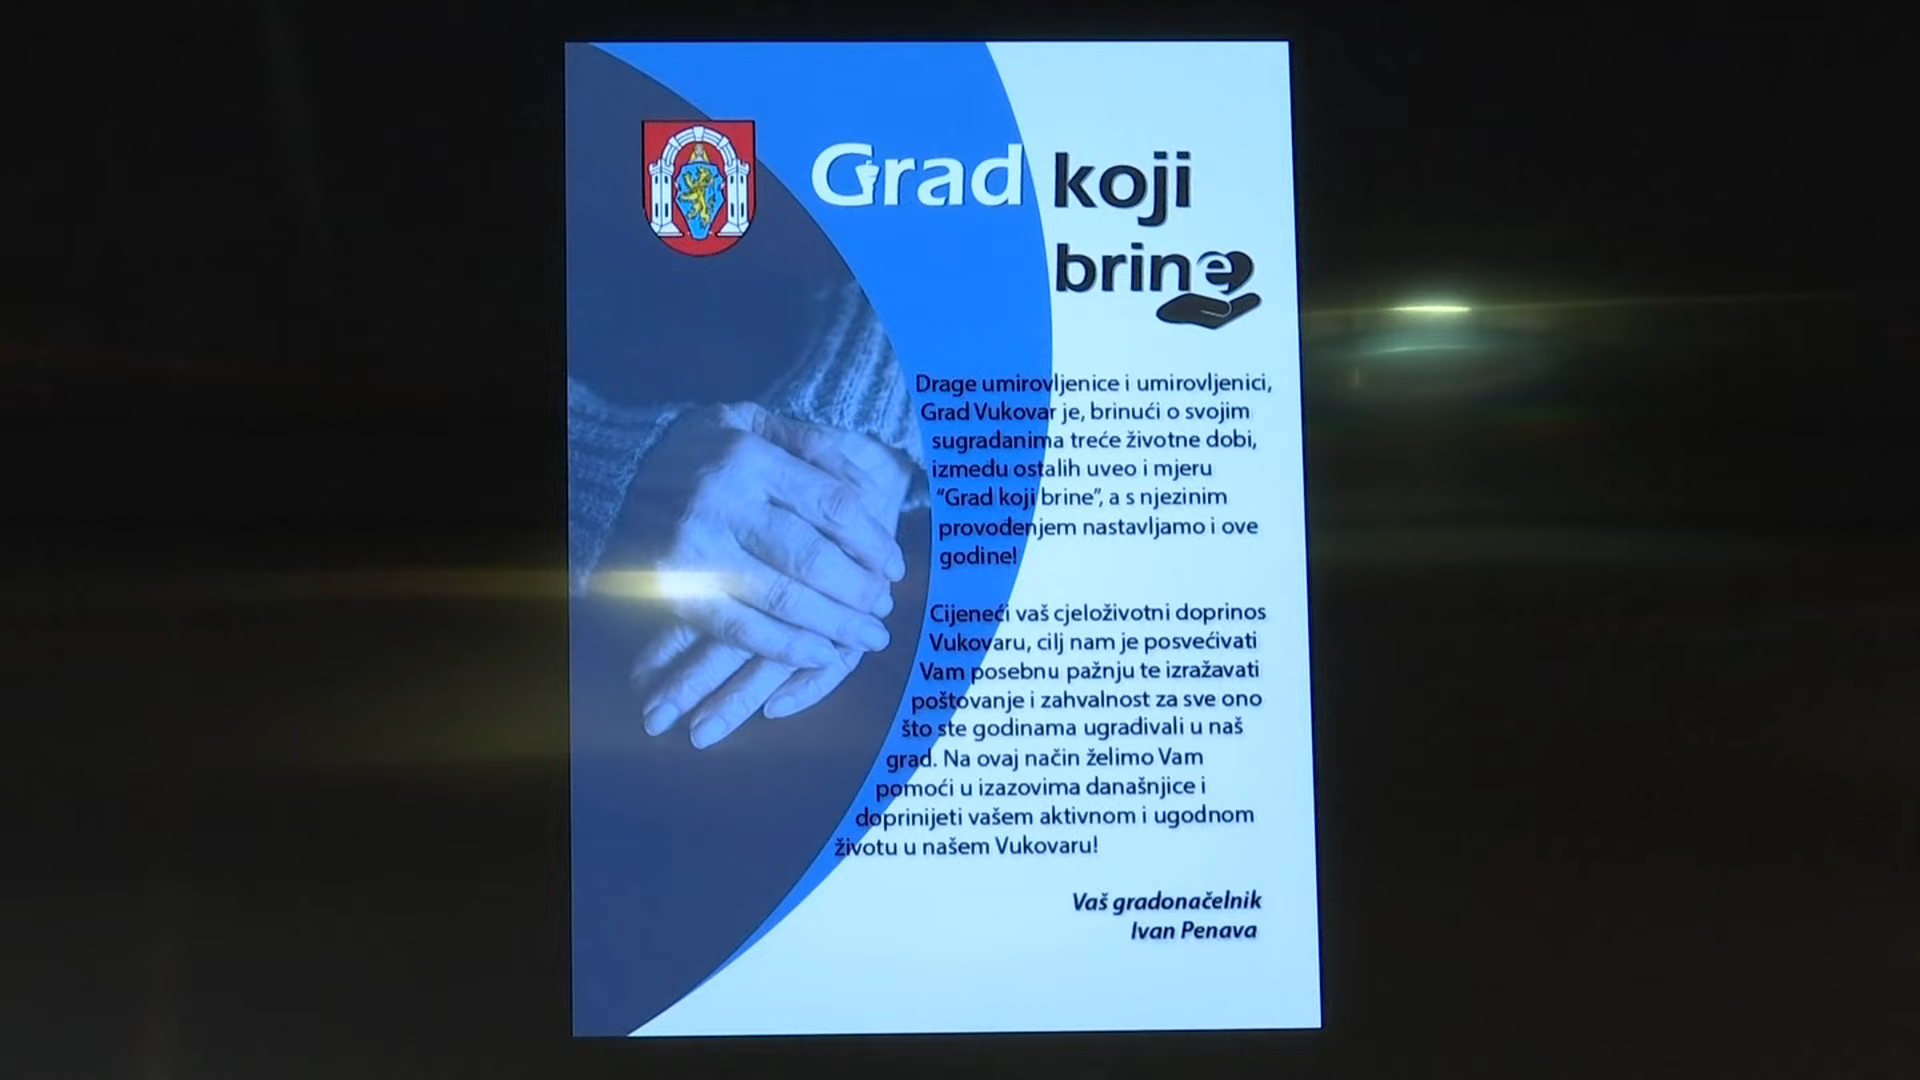 Grad koji
brine
Drage umirovljenice i umirovljenici,
Grad Vukovar je, brinući o svojim
sugrađanima treće životne dobi,
između ostalih uveo i mjeru
“Grad koji brine”, a s njezinim
provođenjem nastavljamo i ove
godine!
Cijeneći vaš cjeloživotni doprinos
Vukovaru, cilj nam je posvećivati
Vam posebnu pažnju te izražavati
poštovanje i zahvalnost za sve ono
što ste godinama ugrađivali u naš
grad. Na ovaj način želimo Vam
pomoći u izazovima današnjice i
doprinijeti vašem aktivnom i ugodnom
životu u našem Vukovaru!
Vaš gradonačelnik
Ivan Penava